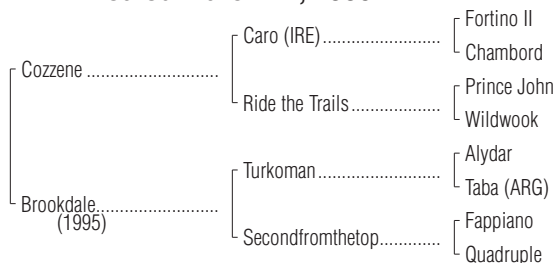 Fortino II
Caro (IRE)
Chambord
Cozzene
Prince John
Ride the Trails
Wildwook
Alydar
Turkoman
Taba (ARG)
Brookdale
(1995)
Fappiano
Secondfromthetop
Quadruple